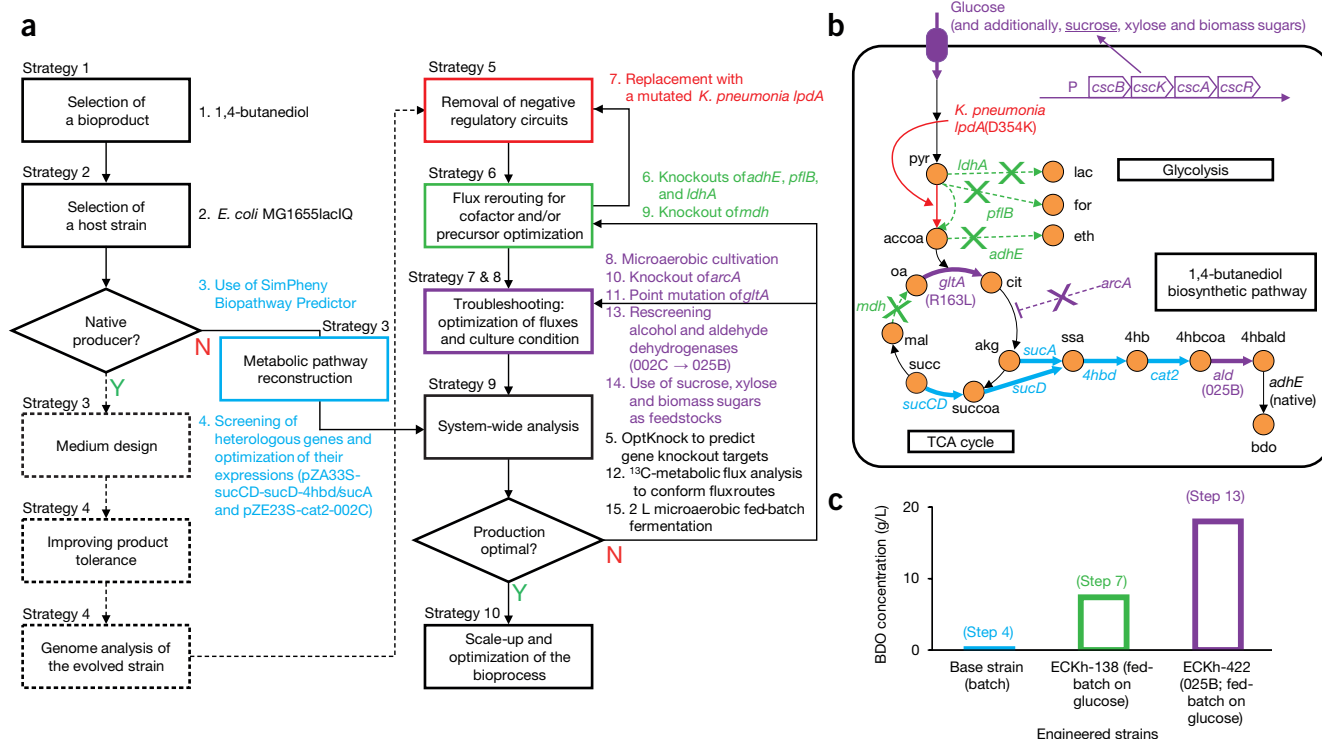 a
Strategy 1
Selection of
a bioproduct
1. 1,4-butanediol
Strategy 2
Selection of
a host strain
2. E. coli MG1655lacIQ
3. Use of SimPheny
Biopathway Predictor
Native
producer?
N
Y
Strategy 3
Metabolic pathway
reconstruction
Strategy 3
Medium design
4. Screening of
heterologous genes and
optimization of their
expressions (pZA33S-
sucCD-sucD-4hbd/sucA
and pZE23S-cat2-002C)
Strategy 4
Improving product
tolerance
Strategy 4
Genome analysis of
the evolved strain
Strategy 5
Removal of negative
regulatory circuits
7. Replacement with
a mutated K. pneumonia lpdA
Strategy 6
Flux rerouting for
cofactor and/or
precursor optimization
6. Knockouts of adhE, pflB,
and ldhA
9. Knockout of mdh
Strategy 7 & 8
Troubleshooting:
optimization of fluxes
and culture condition
8. Microaerobic cultivation
10. Knockout of arcA
11. Point mutation of gltA
13. Rescreening
alcohol and aldehyde
dehydrogenases
(002C → 025B)
14. Use of sucrose, xylose
and biomass sugars
as feedstocks
Strategy 9
System-wide analysis
5. OptKnock to predict
gene knockout targets
12. ¹³C-metabolic flux analysis
to conform flux routes
15. 2 L microaerobic fed-batch
fermentation
Production
optimal?
N
Y
Strategy 10
Scale-up and
optimization of the
bioprocess
b
Glucose
(and additionally, sucrose, xylose and biomass sugars)
P cscB cscK cscA cscR
K. pneumonia
lpdA(D354K)
pyr
ldhA
lac
Glycolysis
pflB
for
accoa
adhE
eth
oa
gltA
(R163L)
cit
arcA
1,4-butanediol
biosynthetic pathway
mdh
mal
akg
sucA
ssa
4hb
4hbcoa
4hbald
succ
sucD
4hbd
cat2
ald
(025B)
adhE
(native)
sucCD
succoa
TCA cycle
bdo
c
BDO concentration (g/L)
20
10
0
(Step 4)
(Step 7)
(Step 13)
Base strain
(batch)
ECKh-138 (fed-
batch on
glucose)
ECKh-422
(025B; fed-
batch on
glucose)
Engineered strains